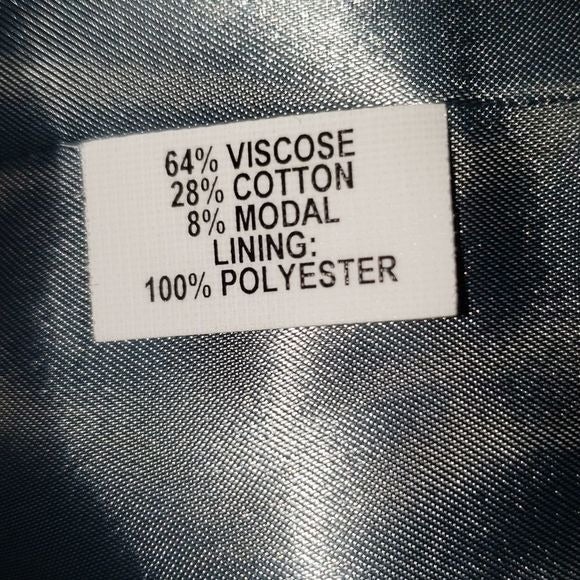 64% VISCOSE
28% COTTON
8% MODAL
LINING:
100% POLYESTER